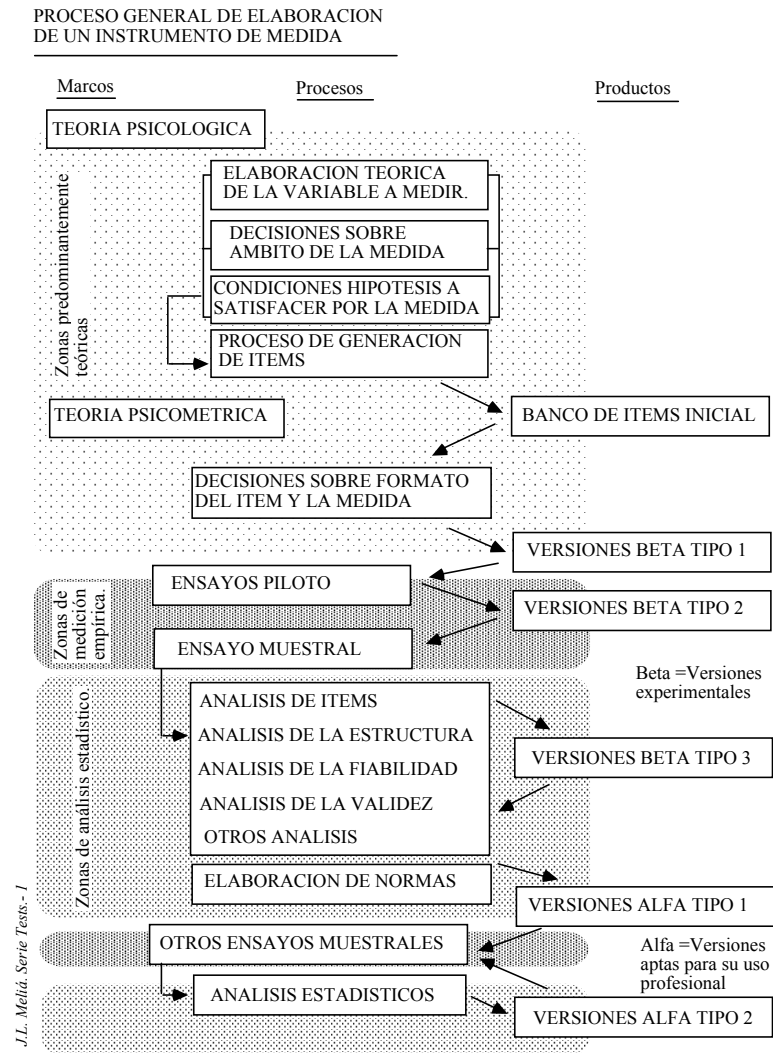 PROCESO GENERAL DE ELABORACION
DE UN INSTRUMENTO DE MEDIDA
Marcos
Procesos
Productos
TEORIA PSICOLOGICA
Zonas predominantemente
teóricas
ELABORACION TEORICA
DE LA VARIABLE A MEDIR.
DECISIONES SOBRE
AMBITO DE LA MEDIDA
CONDICIONES HIPOTESIS A
SATISFACER POR LA MEDIDA
PROCESO DE GENERACION
DE ITEMS
TEORIA PSICOMETRICA
BANCO DE ITEMS INICIAL
DECISIONES SOBRE FORMATO
DEL ITEM Y LA MEDIDA
VERSIONES BETA TIPO 1
Zonas de
medición
empírica.
ENSAYOS PILOTO
VERSIONES BETA TIPO 2
ENSAYO MUESTRAL
Beta =Versiones
experimentales
Zonas de análisis estadístico.
ANALISIS DE ITEMS
ANALISIS DE LA ESTRUCTURA
VERSIONES BETA TIPO 3
ANALISIS DE LA FIABILIDAD
ANALISIS DE LA VALIDEZ
OTROS ANALISIS
ELABORACION DE NORMAS
VERSIONES ALFA TIPO 1
J.L. Meliá. Serie Tests.- 1
OTROS ENSAYOS MUESTRALES
Alfa =Versiones
aptas para su uso
profesional
ANALISIS ESTADISTICOS
VERSIONES ALFA TIPO 2